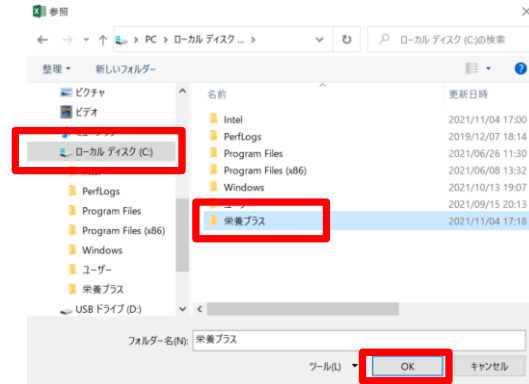 参照
PC ローカル ディスク ...
ローカル ディスク (C:)の検索
整理
新しいフォルダー
ピクチャ
ビデオ
ローカル ディスク (C:)
PerfLogs
Program Files
Program Files (x86)
Windows
ユーザー
栄養プラス
USB ドライブ (D:)
名前
更新日時
Intel
2021/11/04 17:00
PerfLogs
2019/12/07 18:14
Program Files
2021/06/26 11:30
Program Files (x86)
2021/06/08 13:32
Windows
2021/10/13 19:07
2021/09/15 20:13
栄養プラス
2021/11/04 17:18
フォルダー名(N): 栄養プラス
ツール(L)
OK
キャンセル